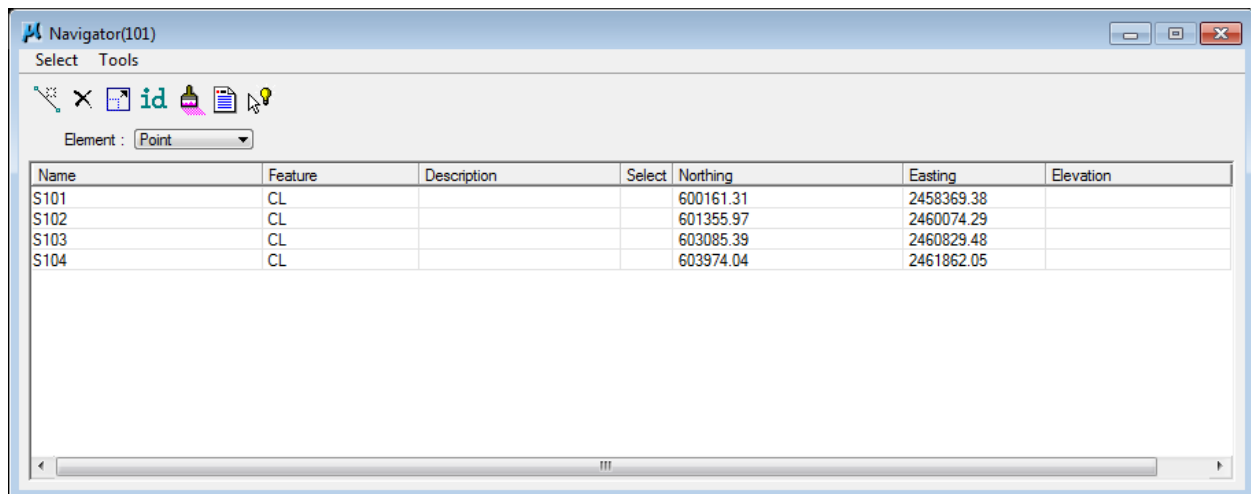 Navigator(101)
Select Tools
id
Element : Point
Name Feature Description Select Northing Easting Elevation
S101 CL 600161.31 2458369.38
S102 CL 601355.97 2460074.29
S103 CL 603085.39 2460829.48
S104 CL 603974.04 2461862.05